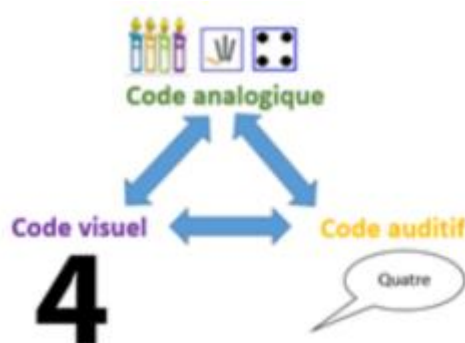 Code analogique
Code visuel
Code auditif
4
Quatre